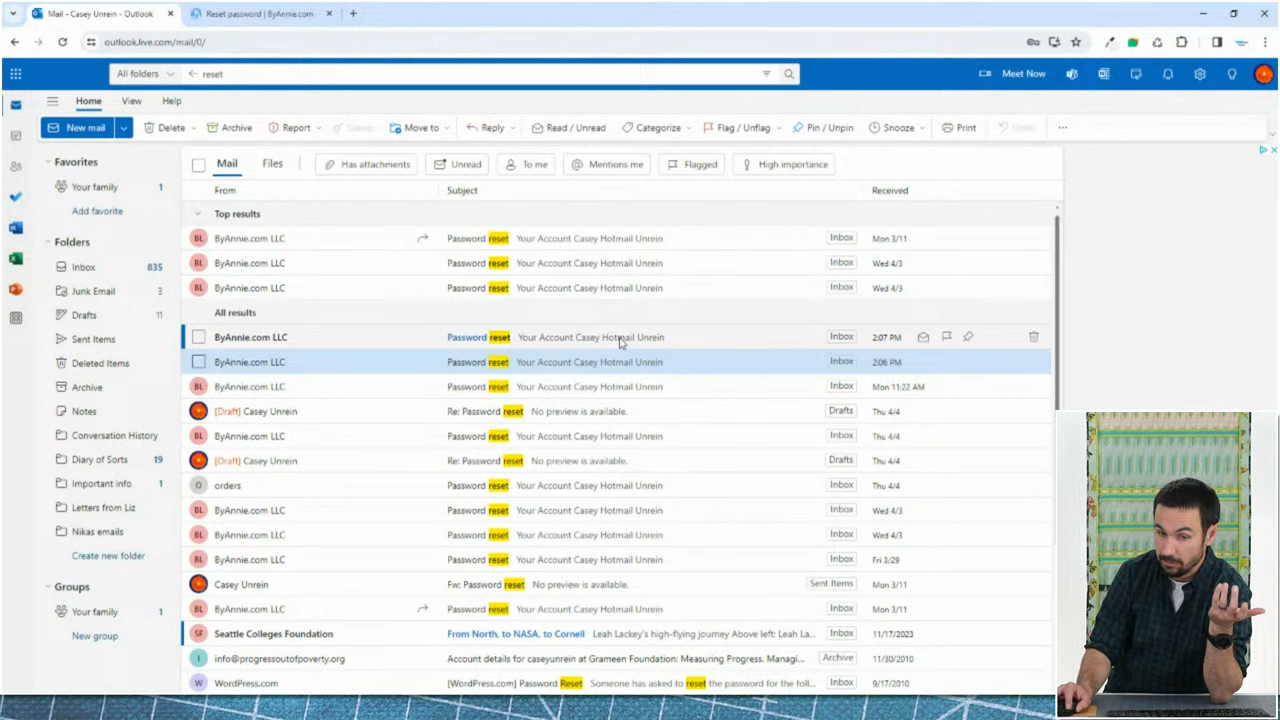 Mail - Casey Unrein - Outlook
Reset password | ByAnnie.com
outlook.live.com/mail/0/
All folders
reset
Meet Now
Home View Help
New mail Delete Archive Report Sweep Move to Reply Read / Unread Categorize Flag / Unflag Pin / Unpin Snooze Print Undo
Favorites
Your family 1
Add favorite
Folders
Inbox 835
Junk Email 3
Drafts 11
Sent Items
Deleted Items
Archive
Notes
Conversation History
Diary of Sorts 19
Important info 1
Letters from Liz
Nikas emails
Create new folder
Groups
Your family 1
New group
Mail Files Has attachments Unread To me Mentions me Flagged High importance
From Subject Received
Top results
BL ByAnnie.com LLC Password reset Your Account Casey Hotmail Unrein Inbox Mon 3/11
BL ByAnnie.com LLC Password reset Your Account Casey Hotmail Unrein Inbox Wed 4/3
BL ByAnnie.com LLC Password reset Your Account Casey Hotmail Unrein Inbox Wed 4/3
All results
ByAnnie.com LLC Password reset Your Account Casey Hotmail Unrein Inbox 2:07 PM
ByAnnie.com LLC Password reset Your Account Casey Hotmail Unrein Inbox 2:06 PM
BL ByAnnie.com LLC Password reset Your Account Casey Hotmail Unrein Inbox Mon 11:22 AM
[Draft] Casey Unrein Re: Password reset No preview is available. Drafts Thu 4/4
BL ByAnnie.com LLC Password reset Your Account Casey Hotmail Unrein Inbox Thu 4/4
[Draft] Casey Unrein Re: Password reset No preview is available. Drafts Thu 4/4
O orders Password reset Your Account Casey Hotmail Unrein Inbox Thu 4/4
BL ByAnnie.com LLC Password reset Your Account Casey Hotmail Unrein Inbox Wed 4/3
BL ByAnnie.com LLC Password reset Your Account Casey Hotmail Unrein Inbox Wed 4/3
BL ByAnnie.com LLC Password reset Your Account Casey Hotmail Unrein Inbox Fri 3/29
Casey Unrein Fw: Password reset No preview is available. Sent Items Mon 3/11
BL ByAnnie.com LLC Password reset Your Account Casey Hotmail Unrein Inbox Mon 3/11
SF Seattle Colleges Foundation From North, to NASA, to Cornell Leah Lackey's high-flying journey Above left: Leah La... Inbox 11/17/2023
I info@progressoutofpoverty.org Account details for caseyunrein at Grameen Foundation: Measuring Progress. Managi... Archive 11/30/2010
W WordPress.com [WordPress.com] Password Reset Someone has asked to reset the password for the foll... Inbox 9/17/2010